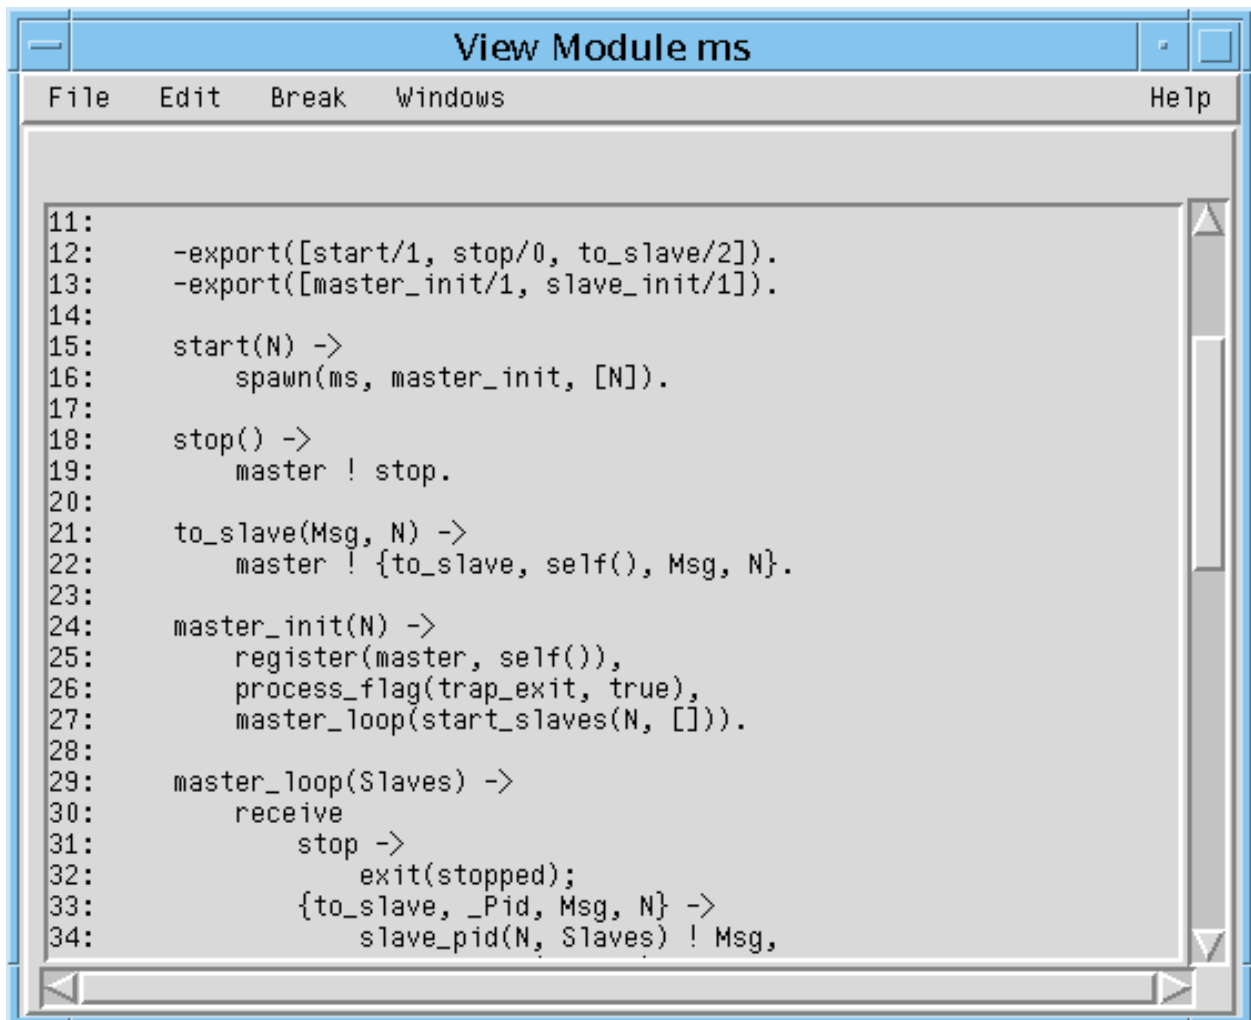 View Module ms
File Edit Break Windows Help
11:
12: -export([start/1, stop/0, to_slave/2]).
13: -export([master_init/1, slave_init/1]).
14:
15: start(N) ->
16:     spawn(ms, master_init, [N]).
17:
18: stop() ->
19:     master ! stop.
20:
21: to_slave(Msg, N) ->
22:     master ! {to_slave, self(), Msg, N}.
23:
24: master_init(N) ->
25:     register(master, self()),
26:     process_flag(trap_exit, true),
27:     master_loop(start_slaves(N, [])).
28:
29: master_loop(Slaves) ->
30:     receive
31:         stop ->
32:             exit(stopped);
33:         {to_slave, _Pid, Msg, N} ->
34:             slave_pid(N, Slaves) ! Msg,